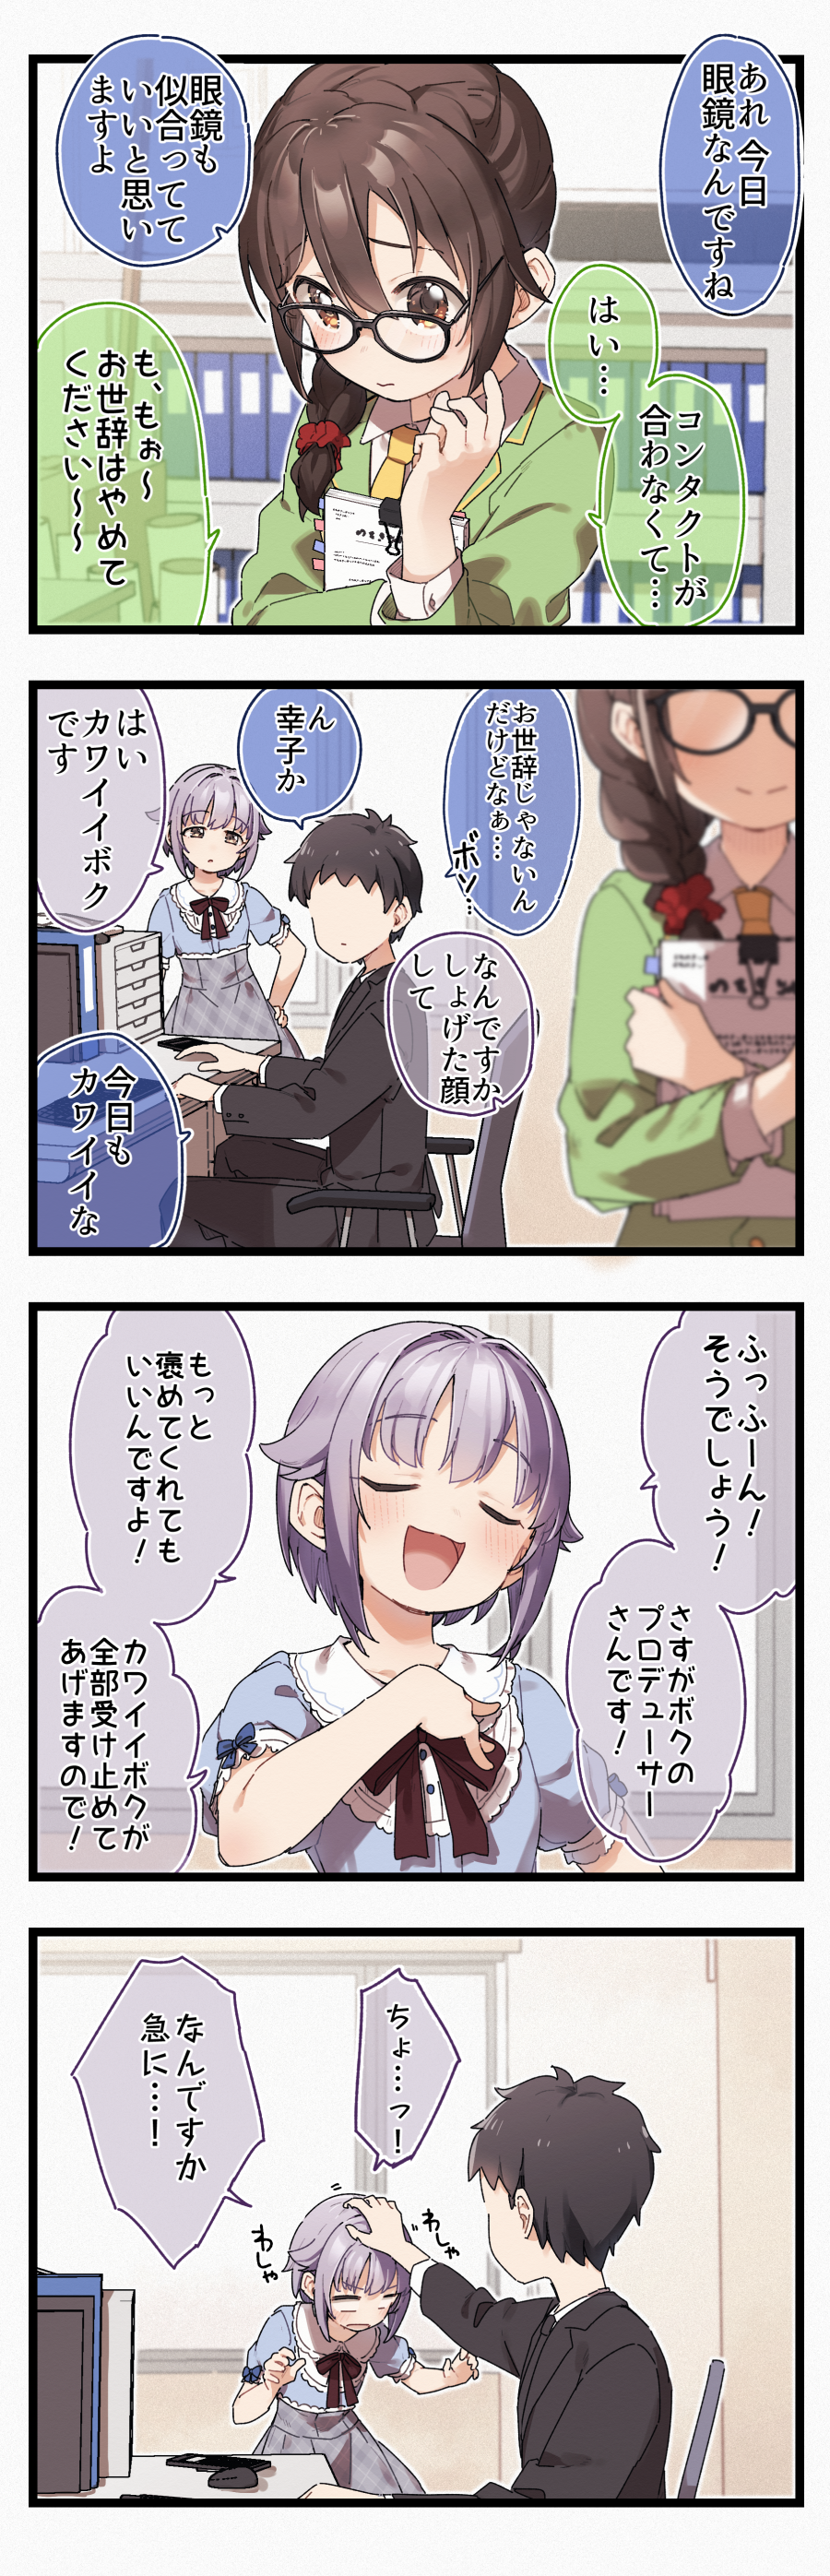 あれ 今日
眼鏡なんですね
はい…
コンタクトが
合わなくて…
眼鏡も
似合ってて
いいと思い
ますよ
も、もぉ～
お世辞はやめて
ください～～
お世辞じゃないん
だけどなぁ…
ボソ…
ん
幸子か
はい
カワイイボク
です
なんですか
しょげた顔
して
今日も
カワイイな
ふっふーん！
そうでしょう！
さすがボクの
プロデューサー
さんです！
もっと
褒めてくれても
いいんですよ！
カワイイボクが
全部受け止めて
あげますので！
ちょ…っ！
なんですか
急に…！
わしゃ
わしゃ